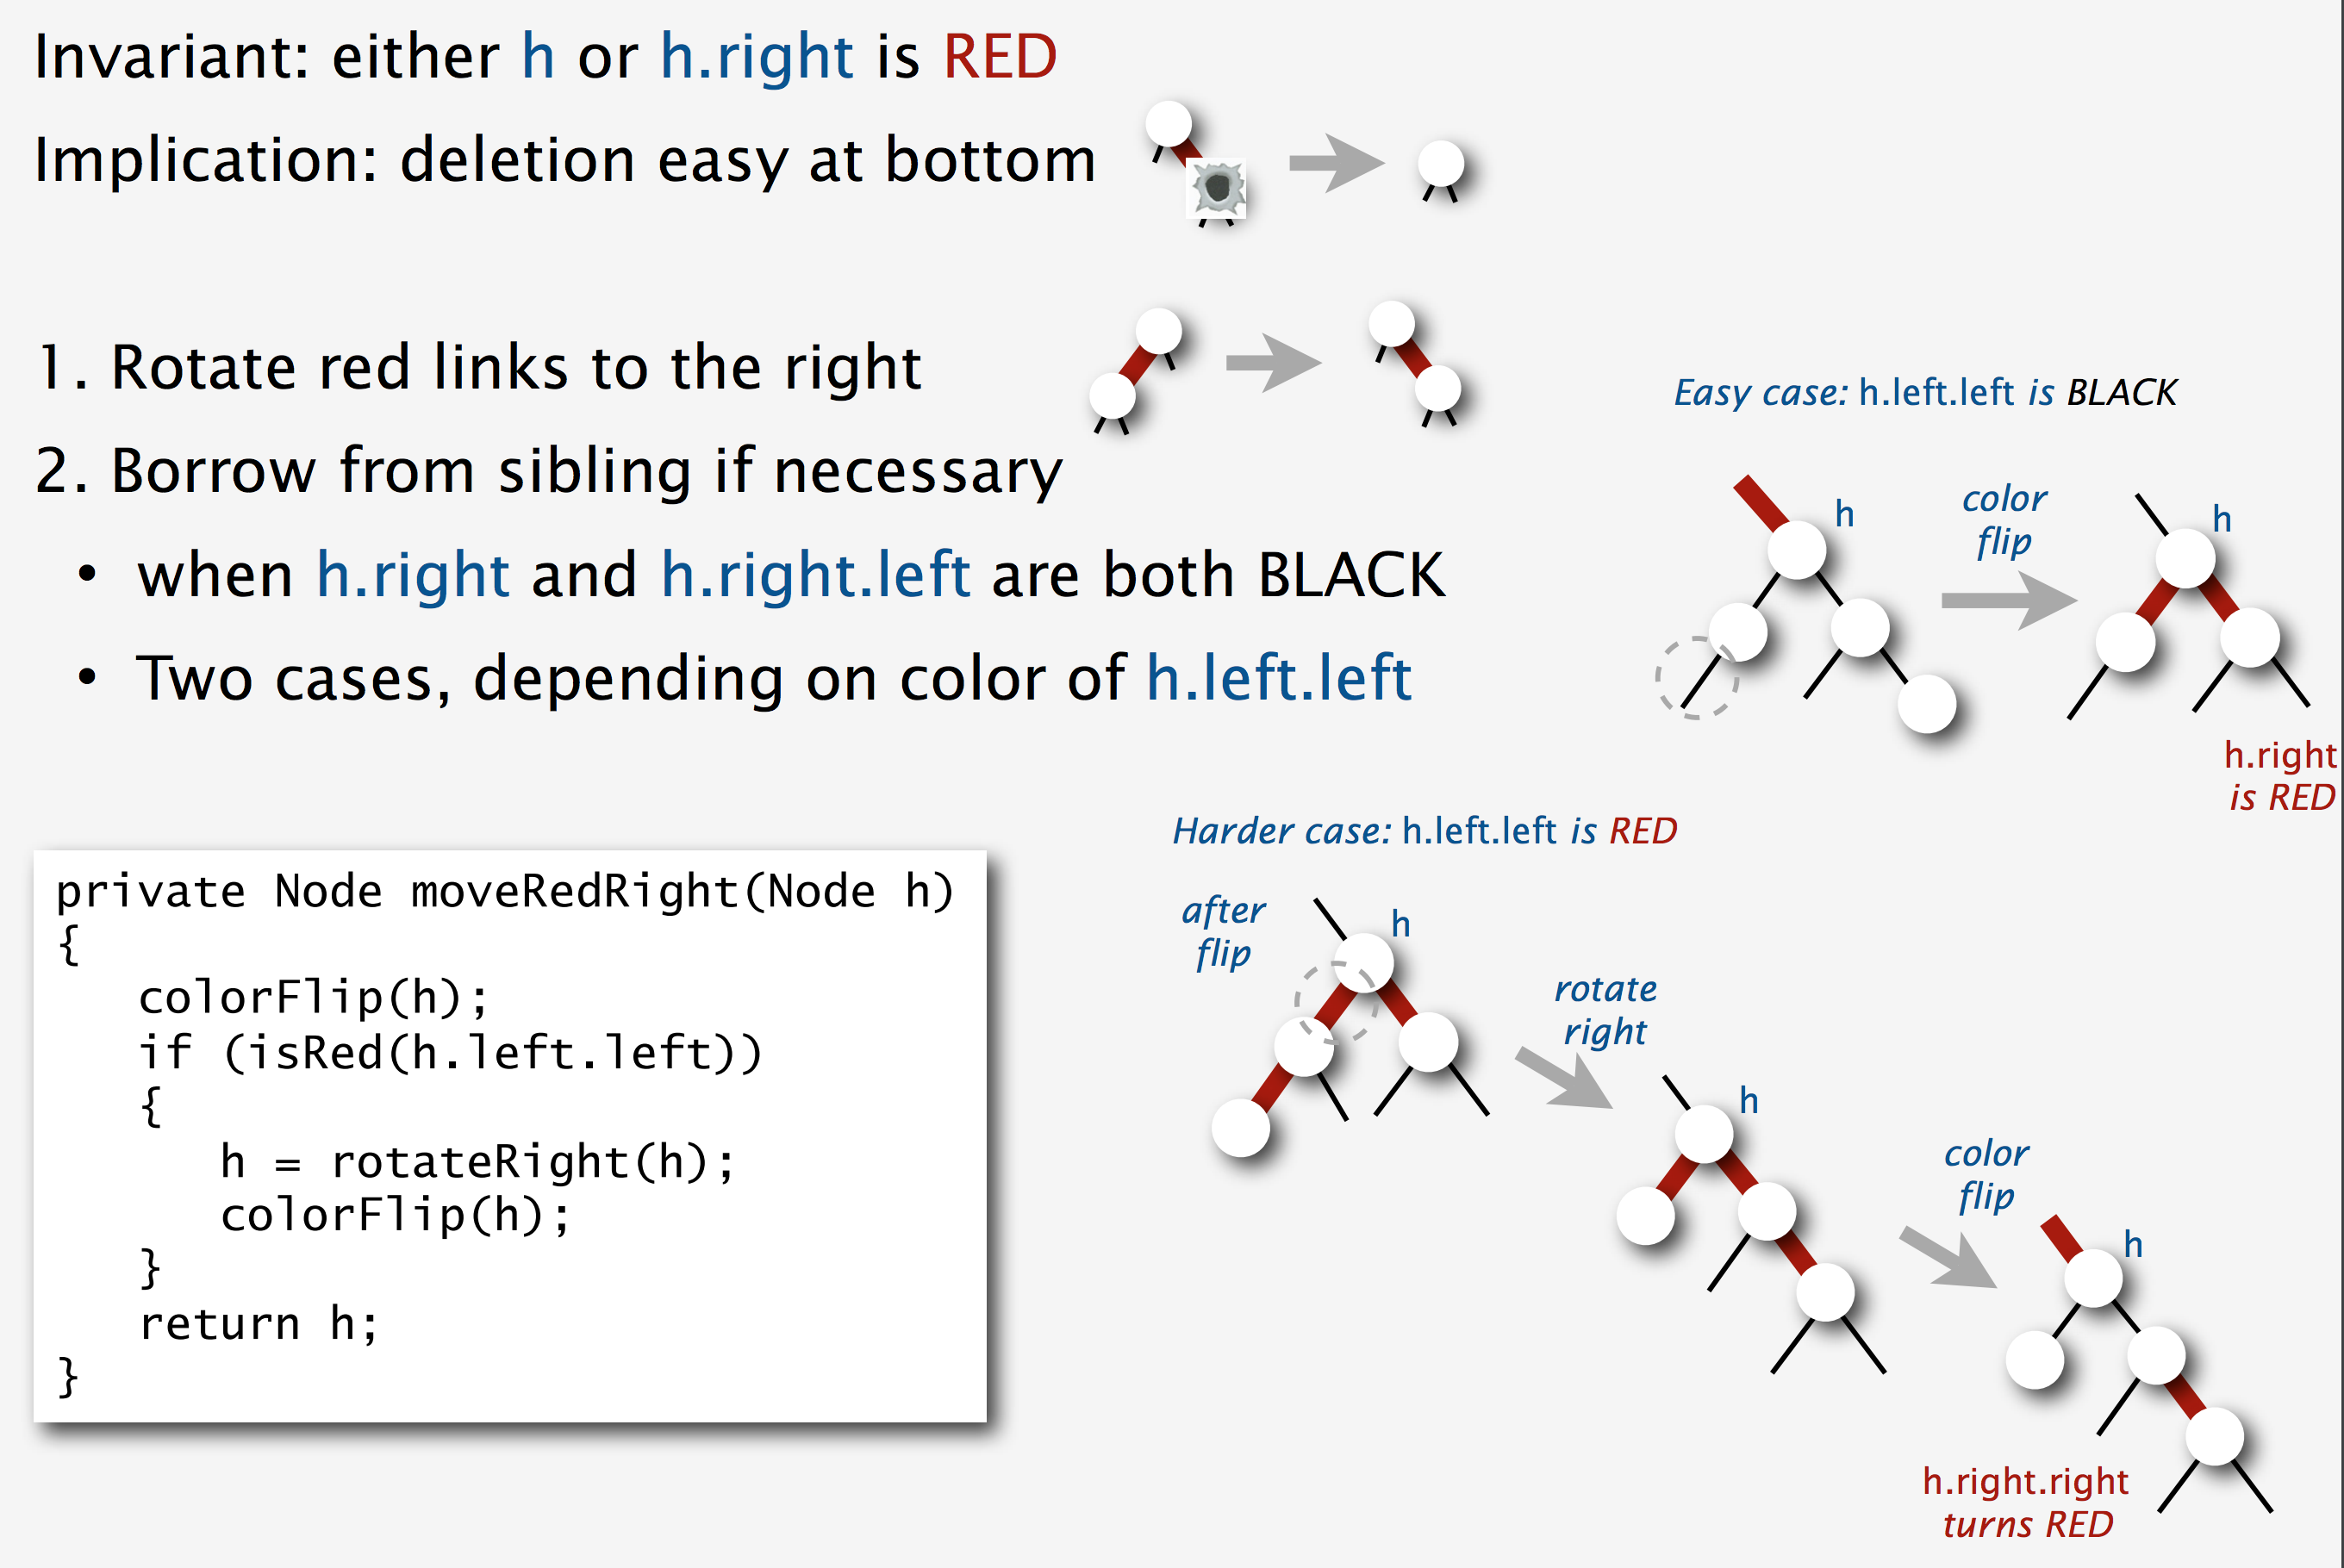 Invariant: either h or h.right is RED
Implication: deletion easy at bottom
1. Rotate red links to the right
2. Borrow from sibling if necessary
• when h.right and h.right.left are both BLACK
• Two cases, depending on color of h.left.left
Easy case: h.left.left is BLACK
h
color
flip
h
h.right
is RED
Harder case: h.left.left is RED
after
flip
h
rotate
right
h
color
flip
h
h.right.right
turns RED
private Node moveRedRight(Node h)
{
    colorFlip(h);
    if (isRed(h.left.left))
    {
        h = rotateRight(h);
        colorFlip(h);
    }
    return h;
}